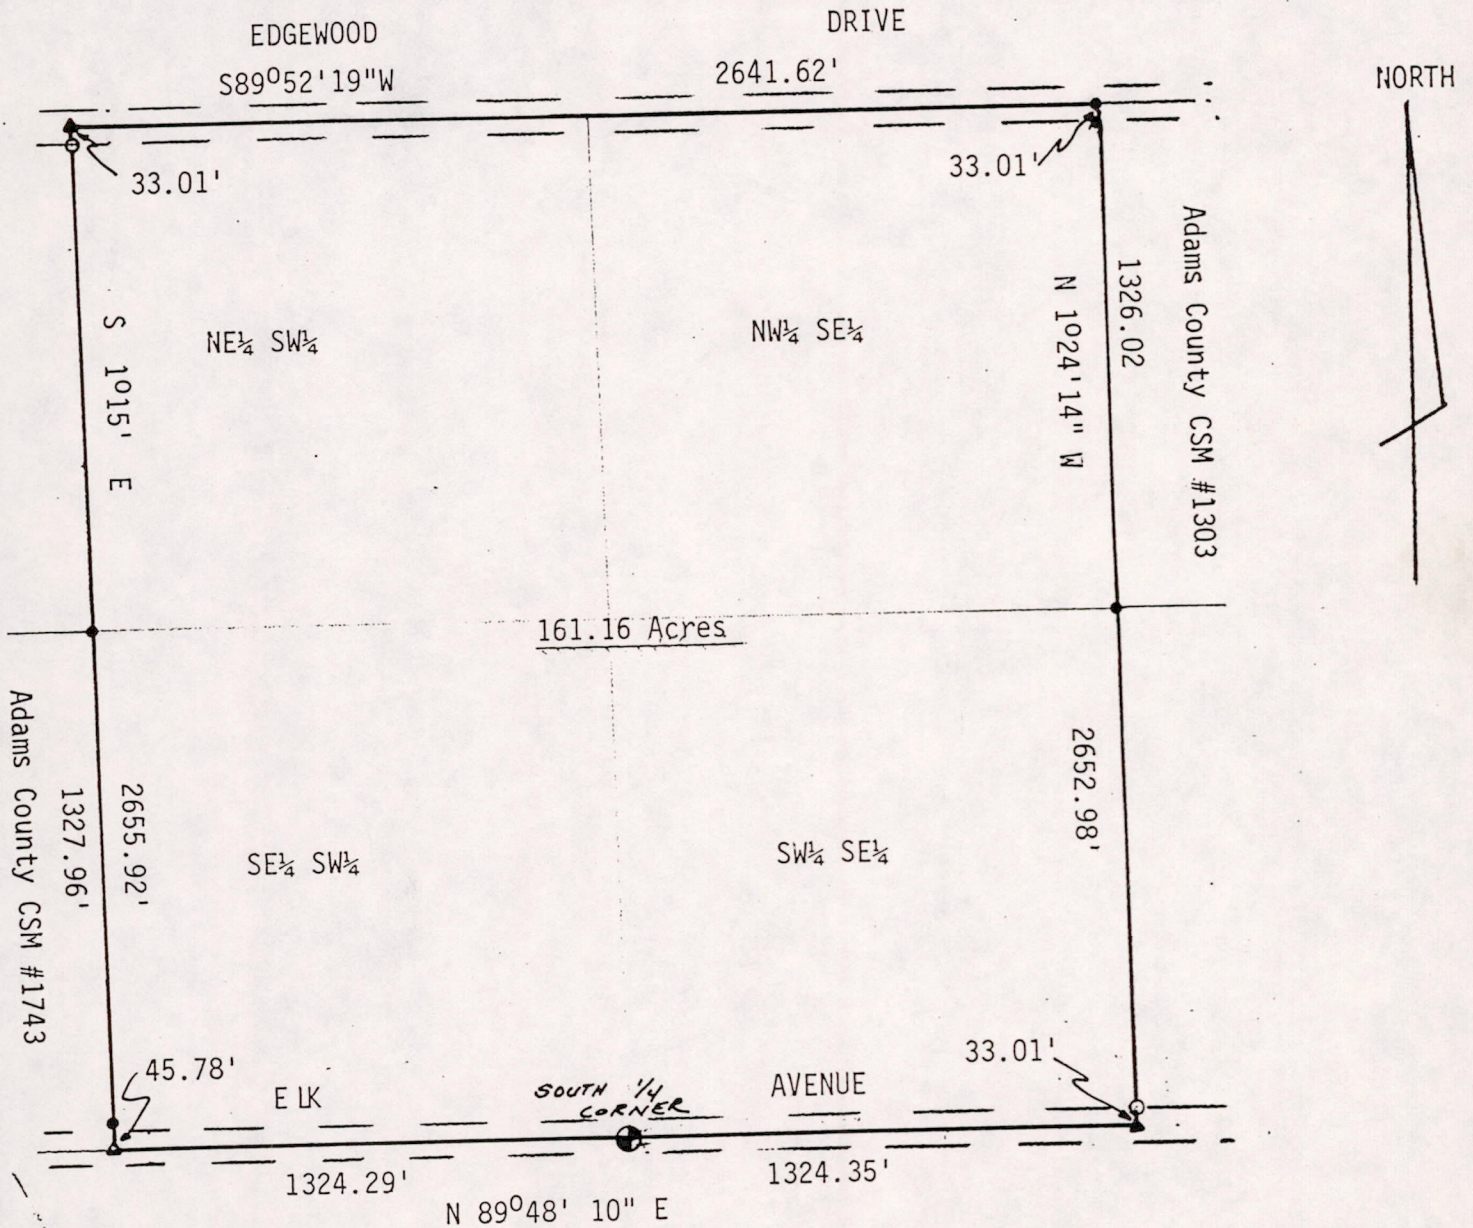 EDGEWOOD DRIVE
S89°52'19"W 2641.62'
NORTH
33.01'
33.01'
Adams County CSM #1303
1326.02
N 1°24'14" W
S 1°15' E
NE¼ SW¼
NW¼ SE¼
161.16 Acres
Adams County CSM #1743
1327.96'
2655.92'
2652.98'
SE¼ SW¼
SW¼ SE¼
45.78'
33.01'
ELK AVENUE
SOUTH 1/4
CORNER
1324.29'
1324.35'
N 89°48' 10" E